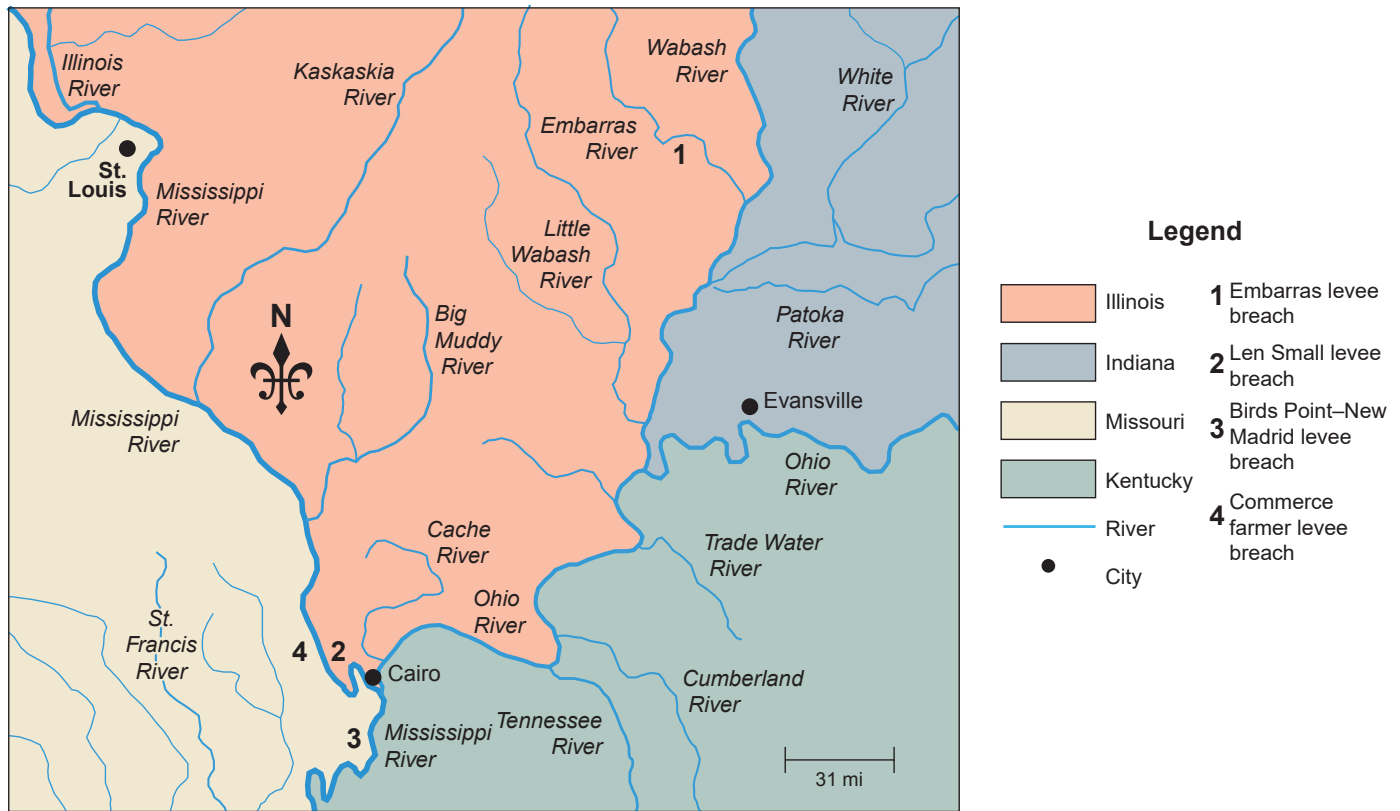 Illinois
River
Kaskaskia
River
Wabash
River
White
River
Embarras
River
1
St.
Louis
Mississippi
River
Little
Wabash
River
N
Big
Muddy
River
Patoka
River
Evansville
Mississippi
River
Ohio
River
Cache
River
Trade Water
River
Ohio
River
St.
Francis
River
4
2
Cairo
Cumberland
River
3
Mississippi
River
Tennessee
River
31 mi
Legend
Illinois
Indiana
Missouri
Kentucky
River
City
1 Embarras levee
breach
2 Len Small levee
breach
3 Birds Point–New
Madrid levee
breach
4 Commerce
farmer levee
breach